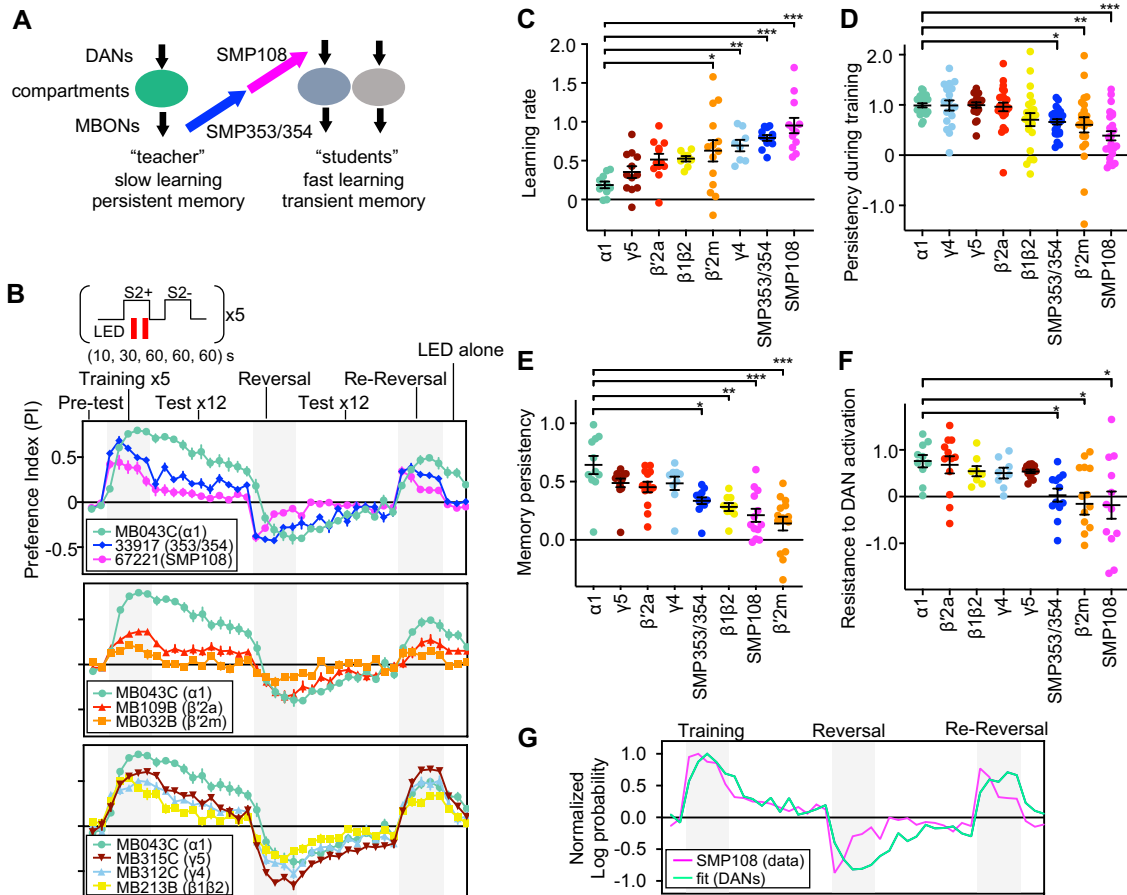 A
DANs
compartments
MBONs
SMP108
SMP353/354
“teacher”
slow learning
persistent memory
“students”
fast learning
transient memory
B
S2+ S2-
LED
x5
(10, 30, 60, 60, 60) s
LED alone
Training x5 Reversal Re-Reversal
Pre-test Test x12 Test x12
Preference Index (PI)
0.5
0
-0.5
MB043C(α1)
33917 (353/354)
67221(SMP108)
MB043C (α1)
MB109B (β'2a)
MB032B (β'2m)
MB043C (α1)
MB315C (γ5)
MB312C (γ4)
MB213B (β1β2)
C
***
***
**
*
Learning rate
2.0
1.5
1.0
0.5
0
α1 γ5 β'2a β1β2 β'2m γ4 SMP353/354 SMP108
D
***
**
*
Persistency during training
2.0
1.0
0
-1.0
α1 γ4 γ5 β'2a β1β2 SMP353/354 β'2m SMP108
E
***
***
**
*
Memory persistency
1.0
0.5
0.0
α1 γ5 β'2a γ4 SMP353/354 β1β2 SMP108 β'2m
F
*
*
*
Resistance to DAN activation
1.0
0
-1.0
α1 β'2a β1β2 γ4 γ5 SMP353/354 β'2m SMP108
G
Training Reversal Re-Reversal
Normalized
Log probability
1.0
0.5
0.0
-0.5
-1.0
SMP108 (data)
fit (DANs)